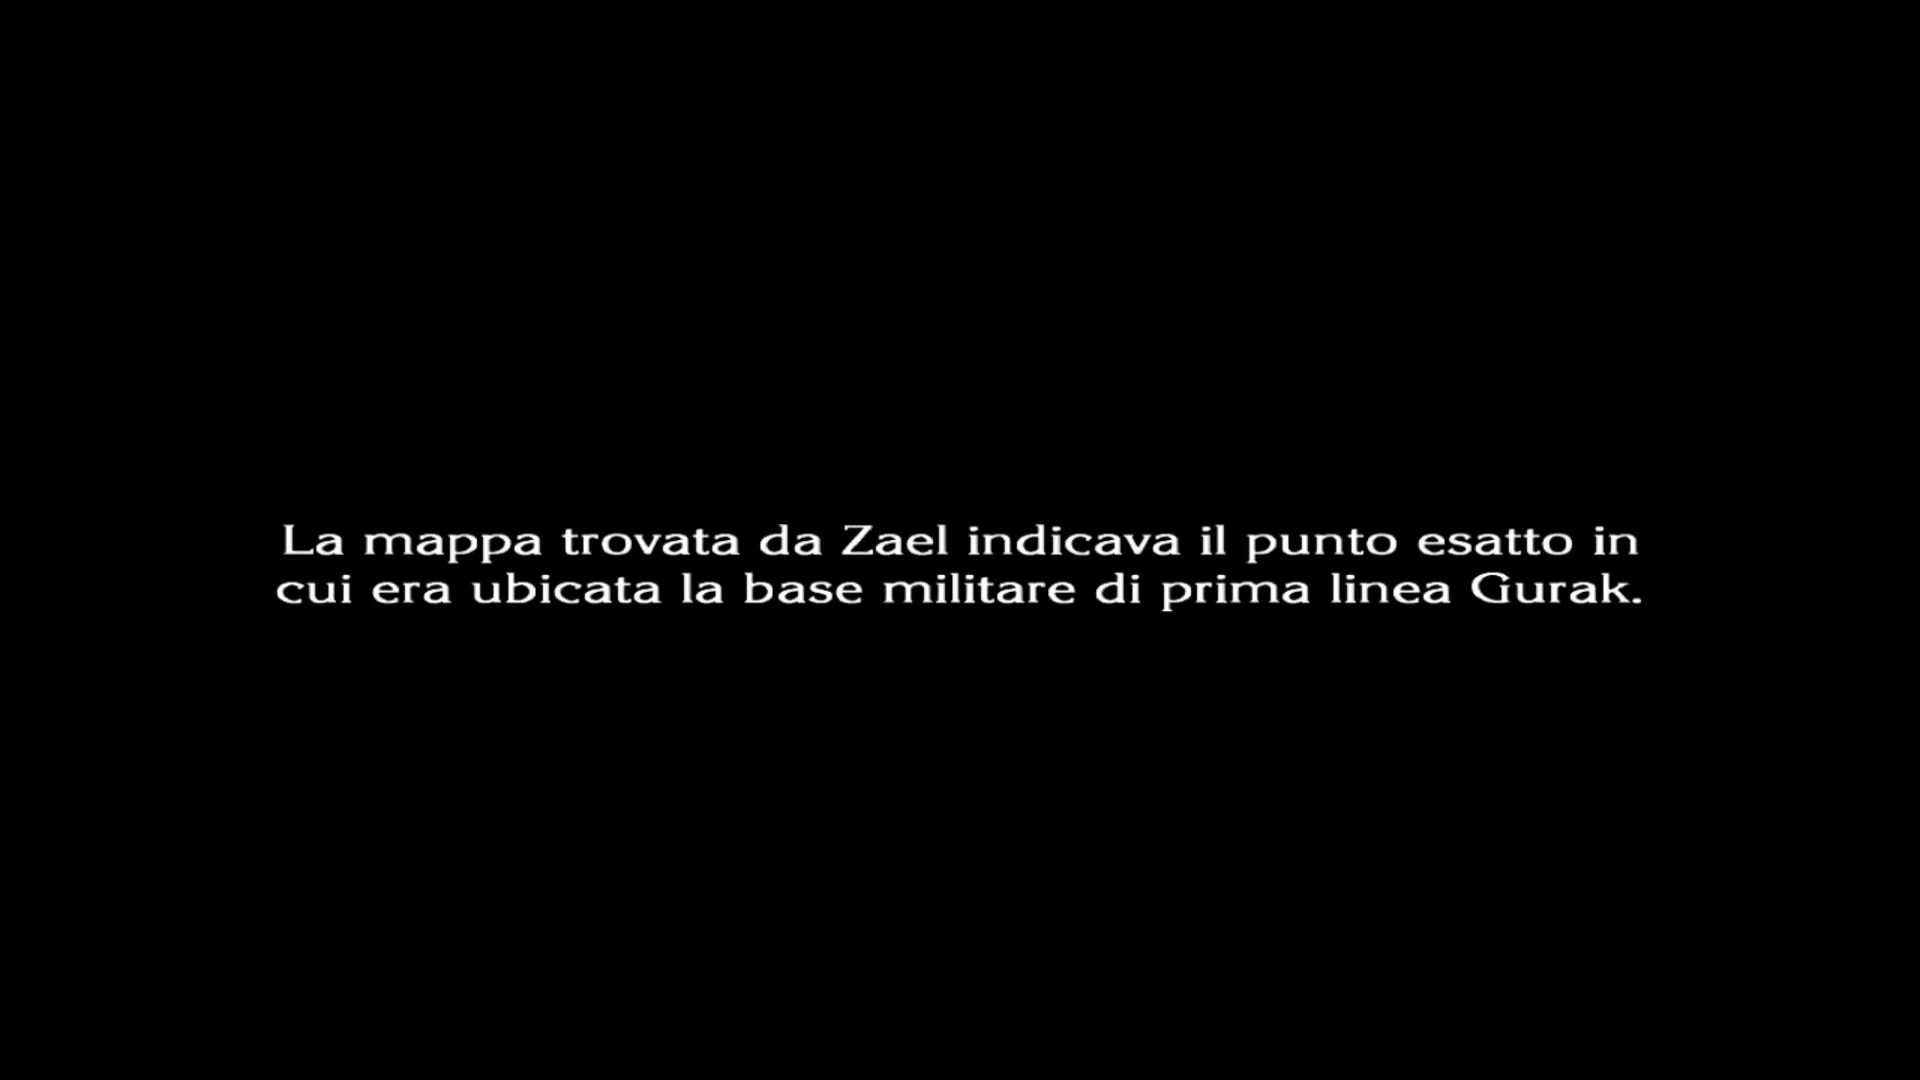 La mappa trovata da Zael indicava il punto esatto in
cui era ubicata la base militare di prima linea Gurak.